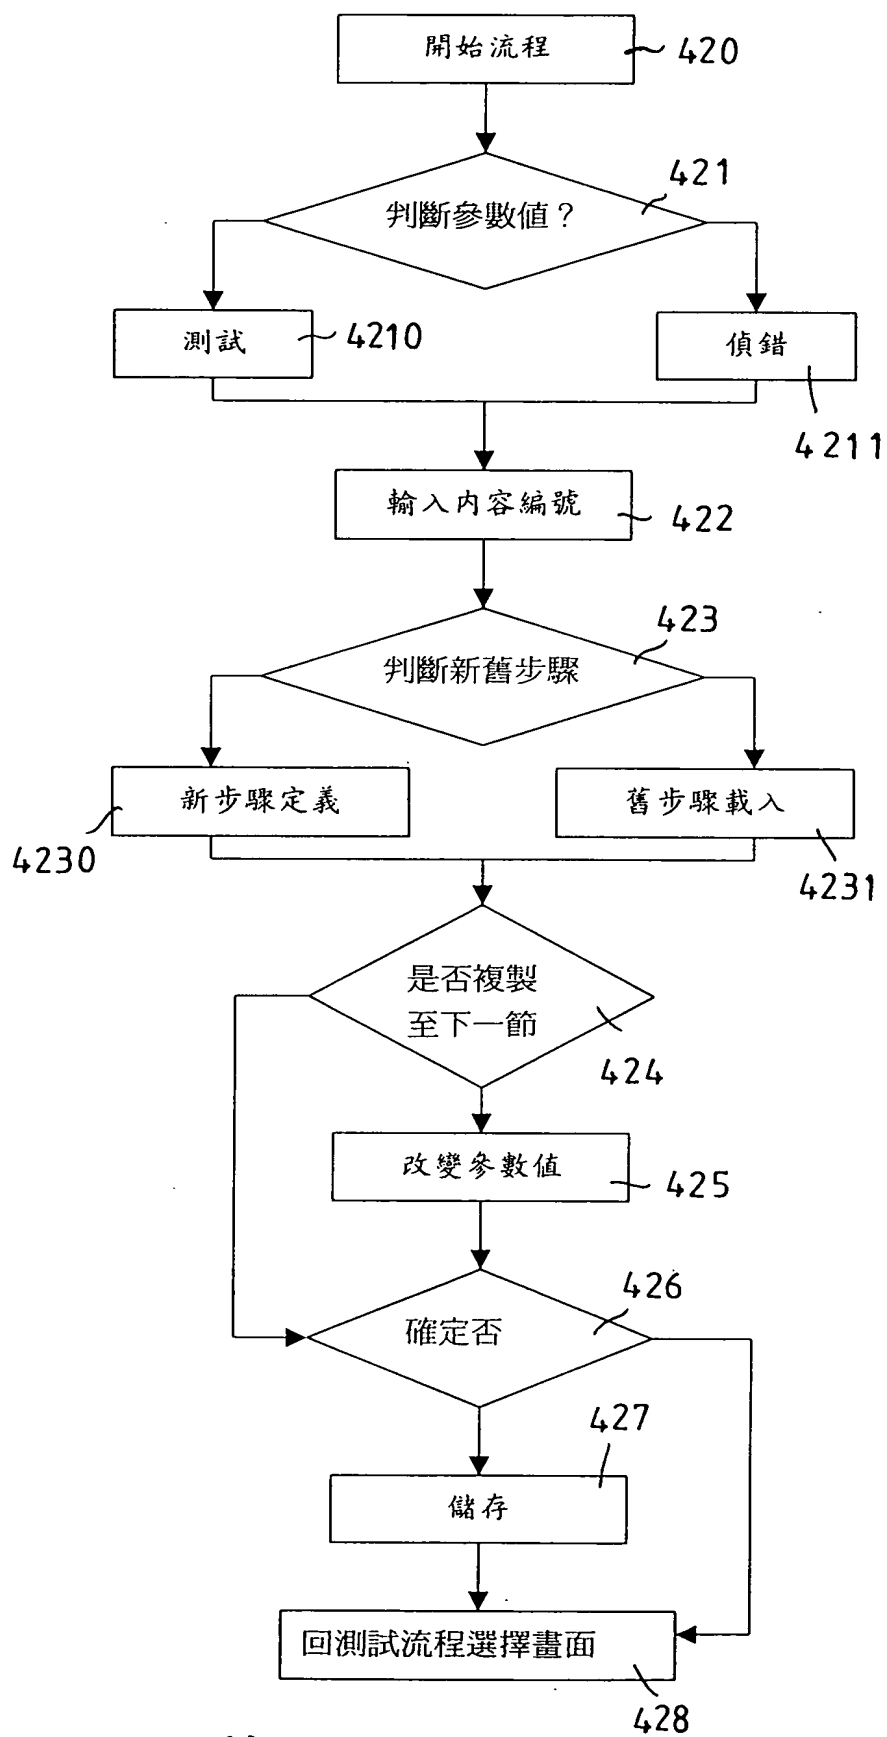 開始流程
420
判斷參數值？
421
測試
4210
偵錯
4211
輸入內容編號
422
判斷新舊步驟
423
新步驟定義
4230
舊步驟載入
4231
是否複製
至下一節
424
改變參數值
425
確定否
426
儲存
427
回測試流程選擇畫面
428